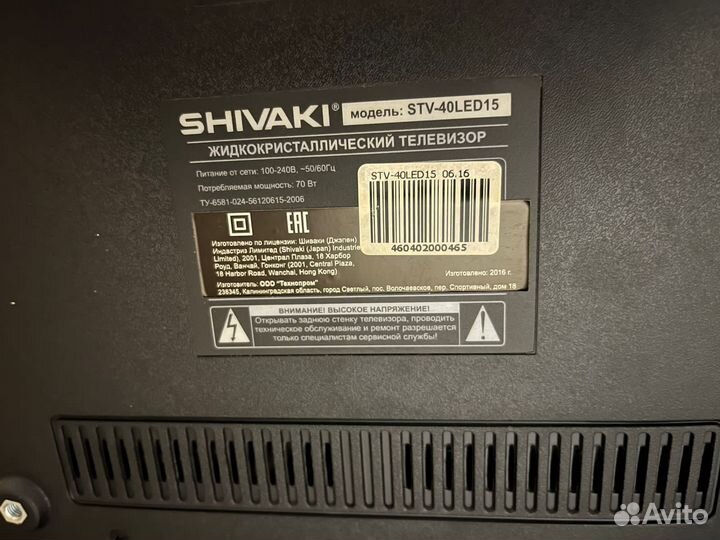 SHIVAKI® модель: STV-40LED15
ЖИДКОКРИСТАЛЛИЧЕСКИЙ ТЕЛЕВИЗОР
Питание от сети: 100-240В, ~50/60Гц
Потребляемая мощность: 70 Вт
ТУ-6581-024-56120615-2006
STV-40LED15 06.16
460402000465
EAC
Изготовлено по лицензии: Шиваки (Джэпен)
Индастриз Лимитед (Shivaki (Japan) Industries
Limited), 2001, Централ Плаза, 18 Харбор
Роуд, Ванчай, Гонконг (2001, Central Plaza,
18 Harbor Road, Wanchai, Hong Kong)
Изготовлено: 2016 г.
Изготовитель: ООО "Технопром"
236345, Калининградская область, город Светлый, пос. Волочаевское, пер. Спортивный, дом 18
ВНИМАНИЕ! ВЫСОКОЕ НАПРЯЖЕНИЕ!
Открывать заднюю стенку телевизора, проводить
техническое обслуживание и ремонт разрешается
только специалистам сервисной службы!
Avito